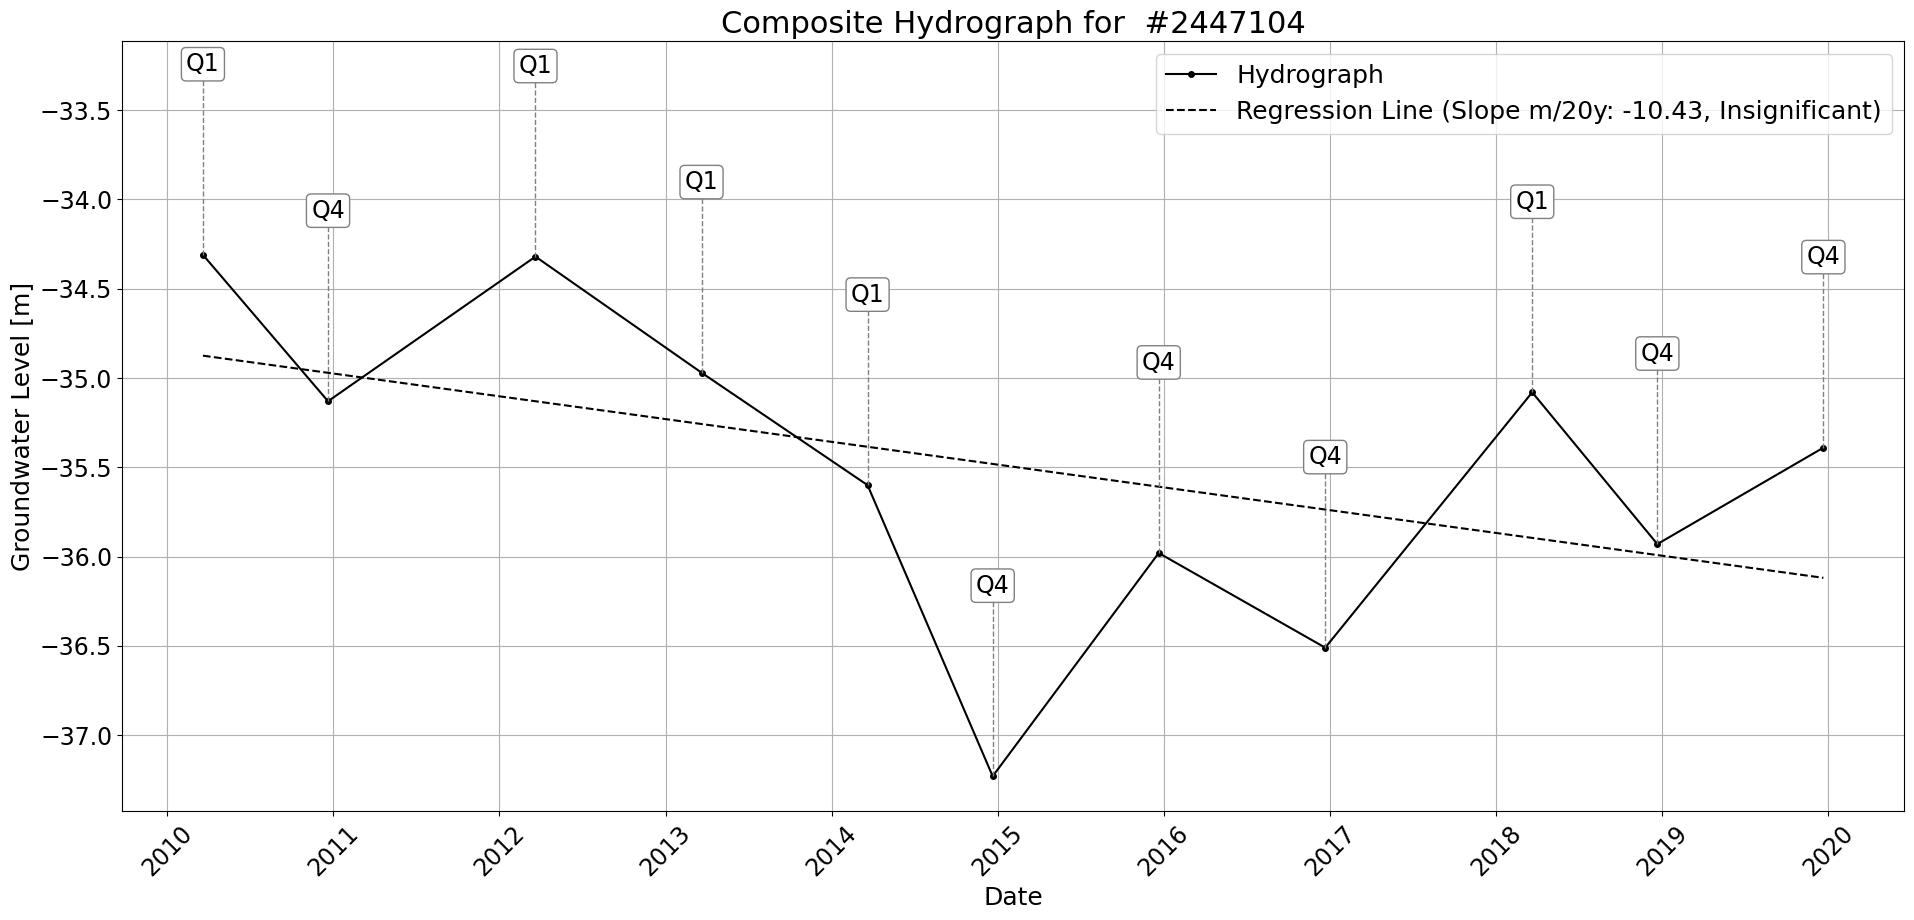 Composite Hydrograph for  #2447104
Hydrograph
Regression Line (Slope m/20y: -10.43, Insignificant)
Q1
Q4
Q1
Q1
Q1
Q4
Q4
Q4
Q1
Q4
Q4
Groundwater Level [m]
−33.5
−34.0
−34.5
−35.0
−35.5
−36.0
−36.5
−37.0
2010
2011
2012
2013
2014
2015
2016
2017
2018
2019
2020
Date